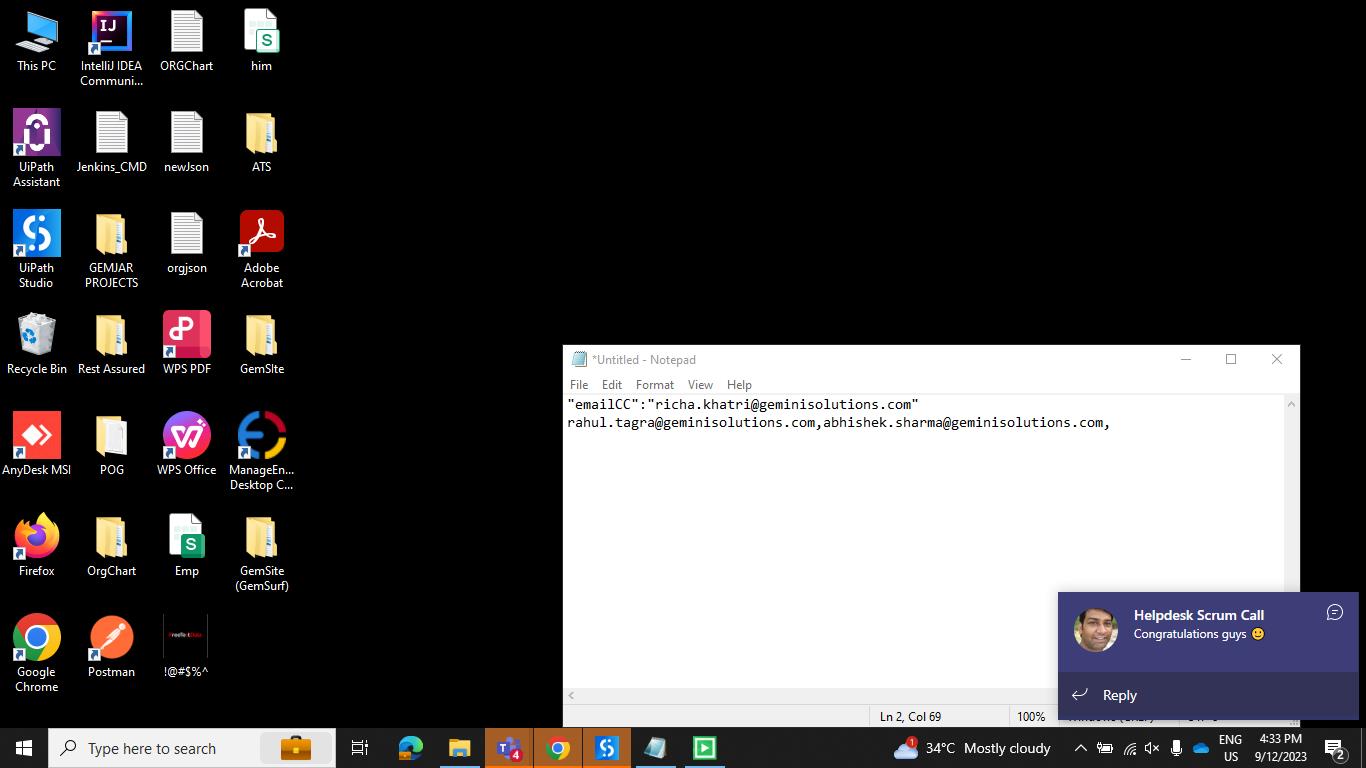 This PC
IntelliJ IDEA
Communi...
ORGChart
him
UiPath
Assistant
Jenkins_CMD
newJson
ATS
UiPath
Studio
GEMJAR
PROJECTS
orgjson
Adobe
Acrobat
Recycle Bin
Rest Assured
WPS PDF
GemSIte
AnyDesk MSI
POG
WPS Office
ManageEn...
Desktop C...
Firefox
OrgChart
Emp
GemSite
(GemSurf)
Google
Chrome
Postman
!@#$%^
*Untitled - Notepad
File Edit Format View Help
"emailCC":"richa.khatri@geminisolutions.com"
rahul.tagra@geminisolutions.com,abhishek.sharma@geminisolutions.com,
Ln 2, Col 69
100%
Helpdesk Scrum Call
Congratulations guys 🙂
Reply
Type here to search
4
1
34°C Mostly cloudy
ENG
US
4:33 PM
9/12/2023
2